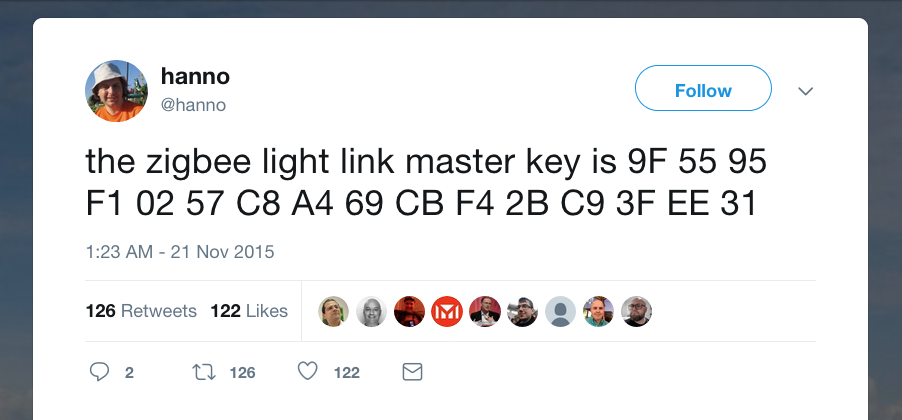 hanno
@hanno
Follow
the zigbee light link master key is 9F 55 95
F1 02 57 C8 A4 69 CB F4 2B C9 3F EE 31
1:23 AM - 21 Nov 2015
126 Retweets 122 Likes
2 126 122